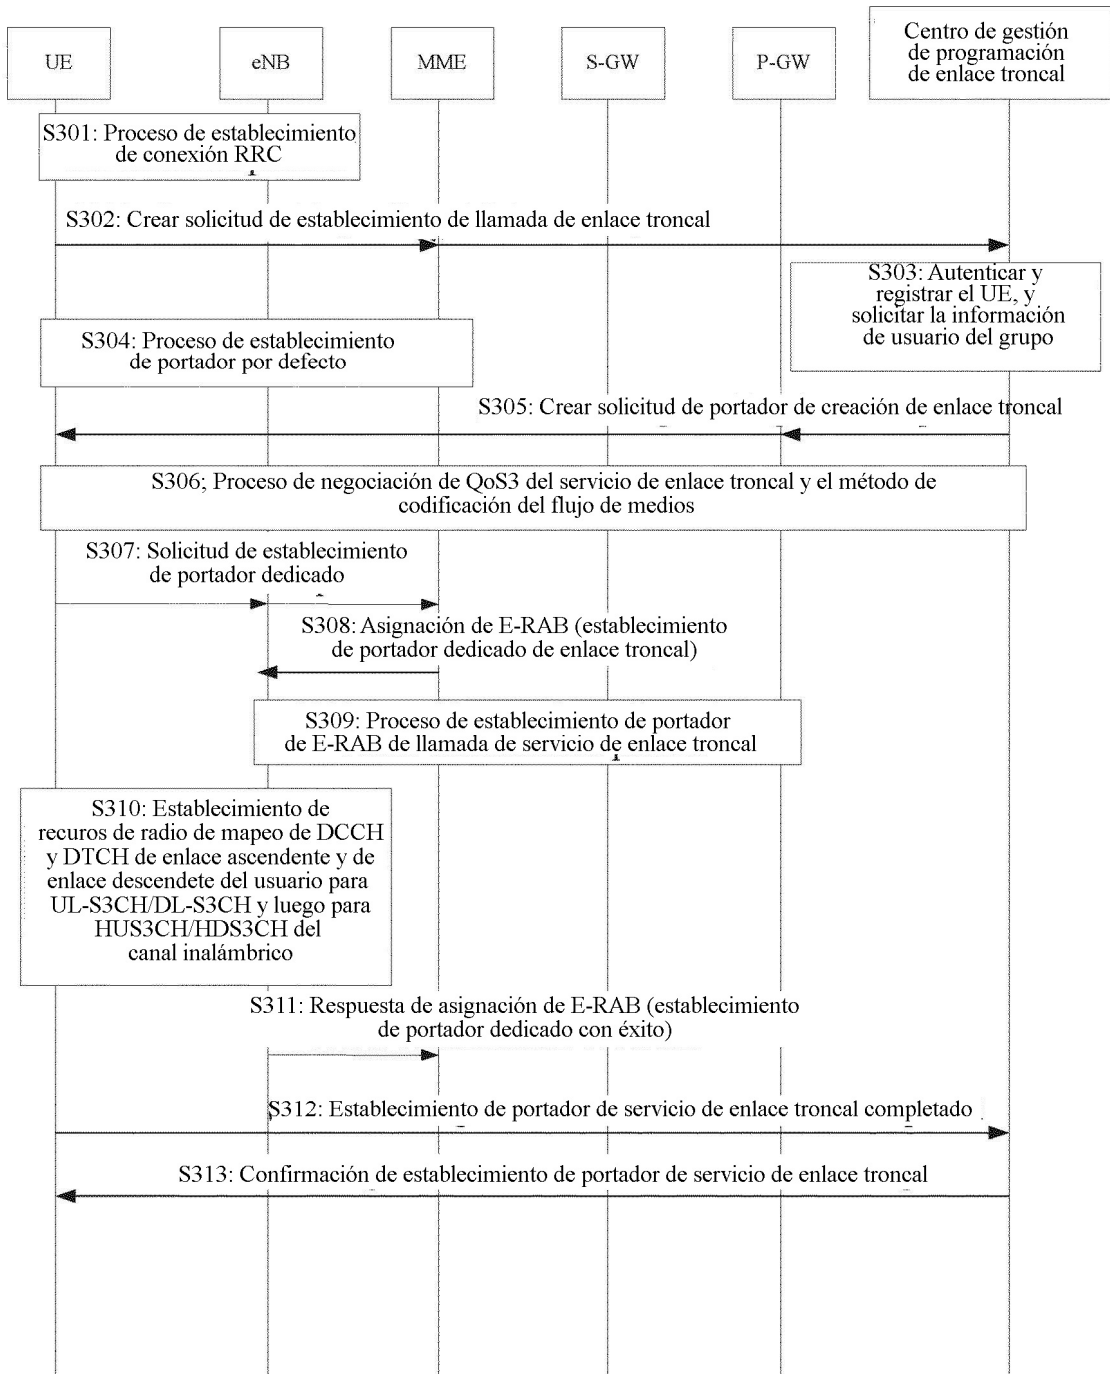 UE
eNB
MME
S-GW
P-GW
Centro de gestión
de programación
de enlace troncal
S301: Proceso de establecimiento
de conexión RRC
S302: Crear solicitud de establecimiento de llamada de enlace troncal
S303: Autenticar y
registrar el UE, y
solicitar la información
de usuario del grupo
S304: Proceso de establecimiento
de portador por defecto
S305: Crear solicitud de portador de creación de enlace troncal
S306; Proceso de negociación de QoS3 del servicio de enlace troncal y el método de
codificación del flujo de medios
S307: Solicitud de establecimiento
de portador dedicado
S308: Asignación de E-RAB (establecimiento
de portador dedicado de enlace troncal)
S309: Proceso de establecimiento de portador
de E-RAB de llamada de servicio de enlace troncal
S310: Establecimiento de
recuros de radio de mapeo de DCCH
y DTCH de enlace ascendente y de
enlace descendete del usuario para
UL-S3CH/DL-S3CH y luego para
HUS3CH/HDS3CH del
canal inalámbrico
S311: Respuesta de asignación de E-RAB (establecimiento
de portador dedicado con éxito)
S312: Establecimiento de portador de servicio de enlace troncal completado
S313: Confirmación de establecimiento de portador de servicio de enlace troncal